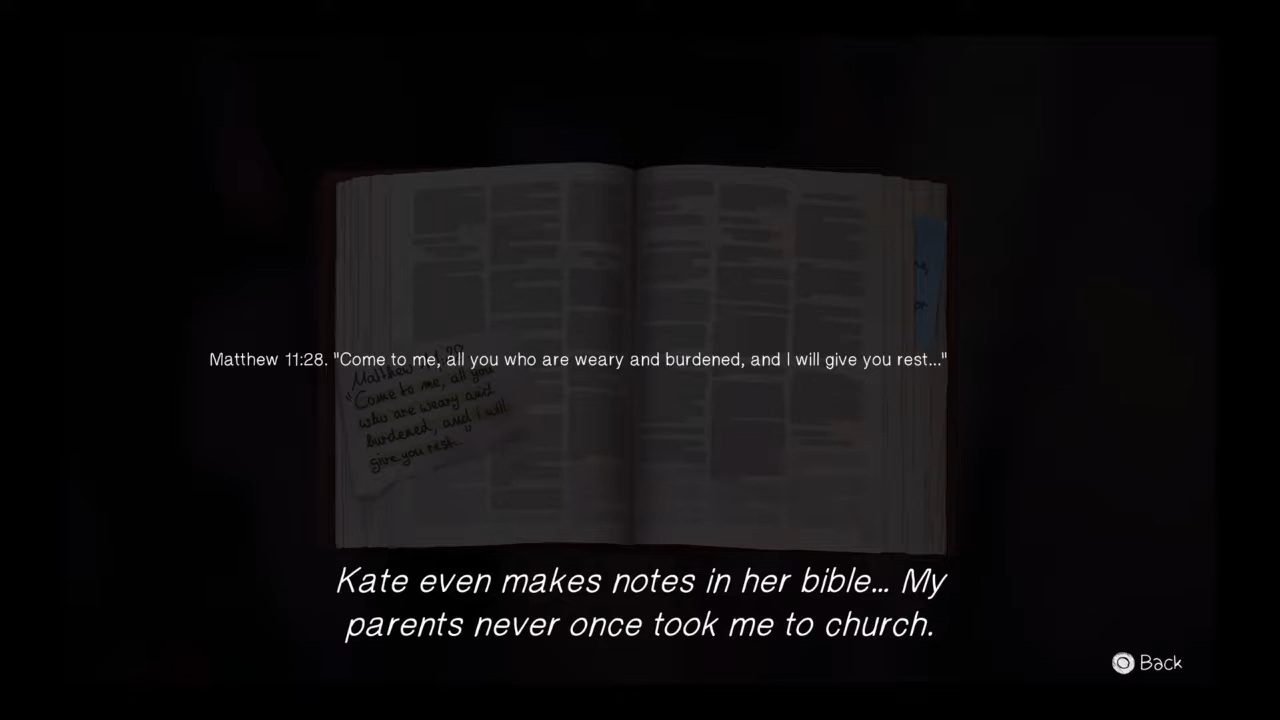 Matthew 11:28. "Come to me, all you who are weary and burdened, and I will give you rest..."
Matthew
"Come to me, all you
who are weary and
burdened, and I will
give you rest.."
Kate even makes notes in her bible... My
parents never once took me to church.
Back